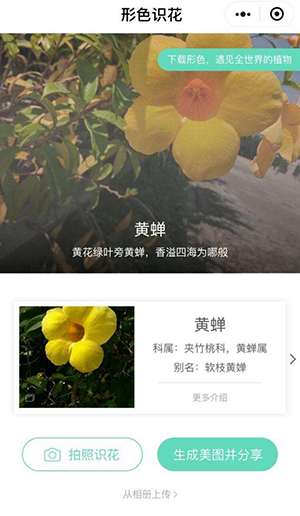 形色识花
下载形色，遇见全世界的植物
黄蝉
黄花绿叶旁黄蝉，香溢四海为哪般
黄蝉
科属：夹竹桃科，黄蝉属
别名：软枝黄蝉
更多介绍
拍照识花
生成美图并分享
从相册上传 >